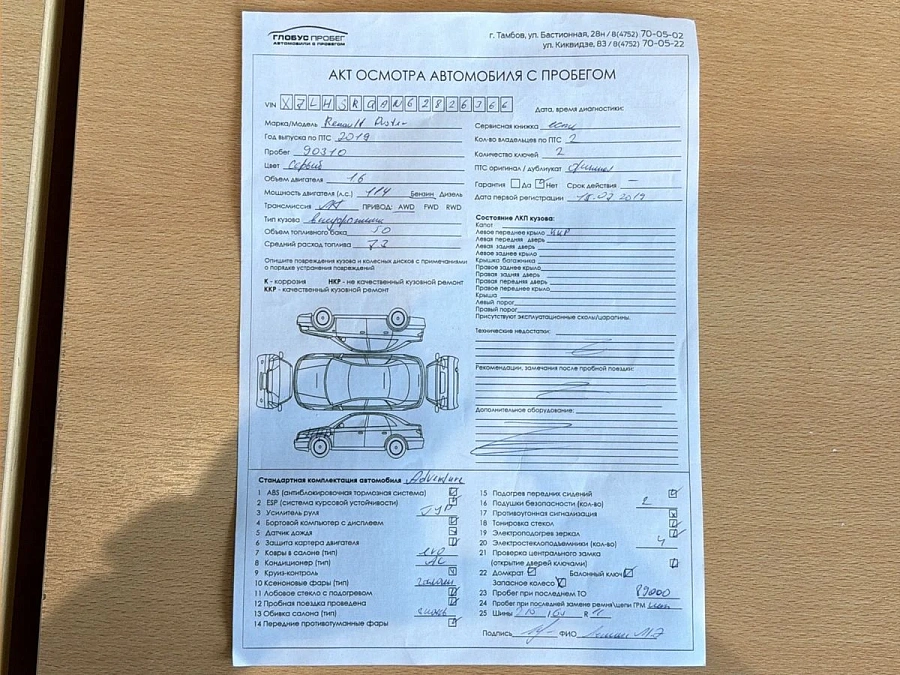 ГЛОБУС ПРОБЕГ
АВТОМОБИЛИ С ПРОБЕГОМ
г. Тамбов, ул. Бастионная, 28н / 8(4752) 70-05-02
ул. Киквидзе, 83 / 8(4752) 70-05-22
АКТ ОСМОТРА АВТОМОБИЛЯ С ПРОБЕГОМ
VIN
Дата, время диагностики:
Марка/Модель Renault Duster
Год выпуска по ПТС 2019
Пробег 90310
Цвет Серый
Объем двигателя 1.6
Мощность двигателя (л.с.) 114 Бензин Дизель
Трансмиссия ПРИВОД: AWD FWD RWD
Тип кузова внедорожник
Объем топливного бака 50
Средний расход топлива
Сервисная книжка есть
Кол-во владельцев по ПТС 2
Количество ключей 2
ПТС оригинал / дубликат
Гарантия Да Нет Срок действия —
Дата первой регистрации 18.07 2019
Опишите повреждения кузова и колесных дисков с примечаниями
о порядке устранения повреждений
К - коррозия НКР - не качественный кузовной ремонт
ККР - качественный кузовной ремонт
Состояние ЛКП кузова:
Капот
Левое переднее крыло НКР
Левая передняя дверь
Левая задняя дверь
Левое заднее крыло
Крышка багажника
Правое заднее крыло
Правая задняя дверь
Правая передняя дверь
Правое переднее крыло
Крыша
Левый порог
Правый порог
Присутствуют эксплуатационные сколы/царапины.
Технические недостатки:
Рекомендации, замечания после пробной поездки:
Дополнительное оборудование:
Стандартная комплектация автомобиля Adventure
1 ABS (антиблокировочная тормозная система)
2 ESP (система курсовой устойчивости)
3 Усилитель руля ГУР
4 Бортовой компьютер с дисплеем
5 Датчик дождя
6 Защита картера двигателя
7 Ковры в салоне (тип)
8 Кондиционер (тип) AC
9 Круиз-контроль
10 Ксеноновые фары (тип)
11 Лобовое стекло с подогревом
12 Пробная поездка проведена
13 Обивка салона (тип)
14 Передние противотуманные фары
15 Подогрев передних сидений
16 Подушки безопасности (кол-во) 2
17 Противоугонная сигнализация
18 Тонировка стекол
19 Электроподогрев зеркал
20 Электростеклоподъемники (кол-во) 4
21 Проверка центрального замка
(открытие дверей ключами)
22 Домкрат Балонный ключ
Запасное колесо
23 Пробег при последнем ТО 89000
24 Пробег при последней замене ремня/цепи ГРМ
25 Шины R
Подпись ФИО